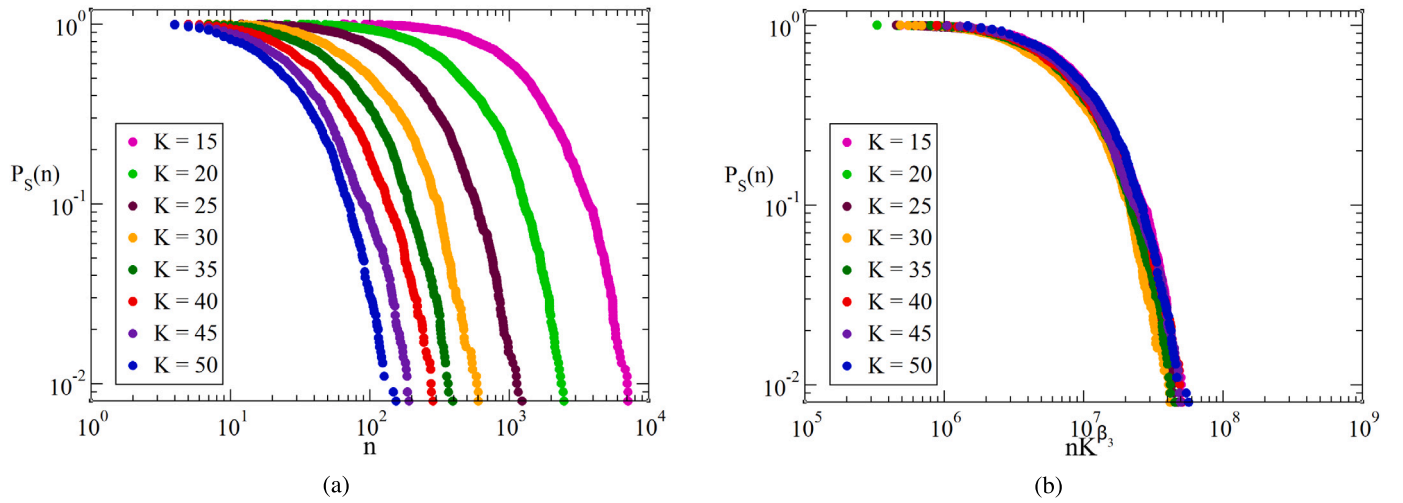 10^0
10^-1
10^-2
P_S(n)
K = 15
K = 20
K = 25
K = 30
K = 35
K = 40
K = 45
K = 50
10^0 10^1 10^2 10^3 10^4
n
(a)
10^0
10^-1
10^-2
P_S(n)
K = 15
K = 20
K = 25
K = 30
K = 35
K = 40
K = 45
K = 50
10^5 10^6 10^7 10^8 10^9
nK^β_3
(b)